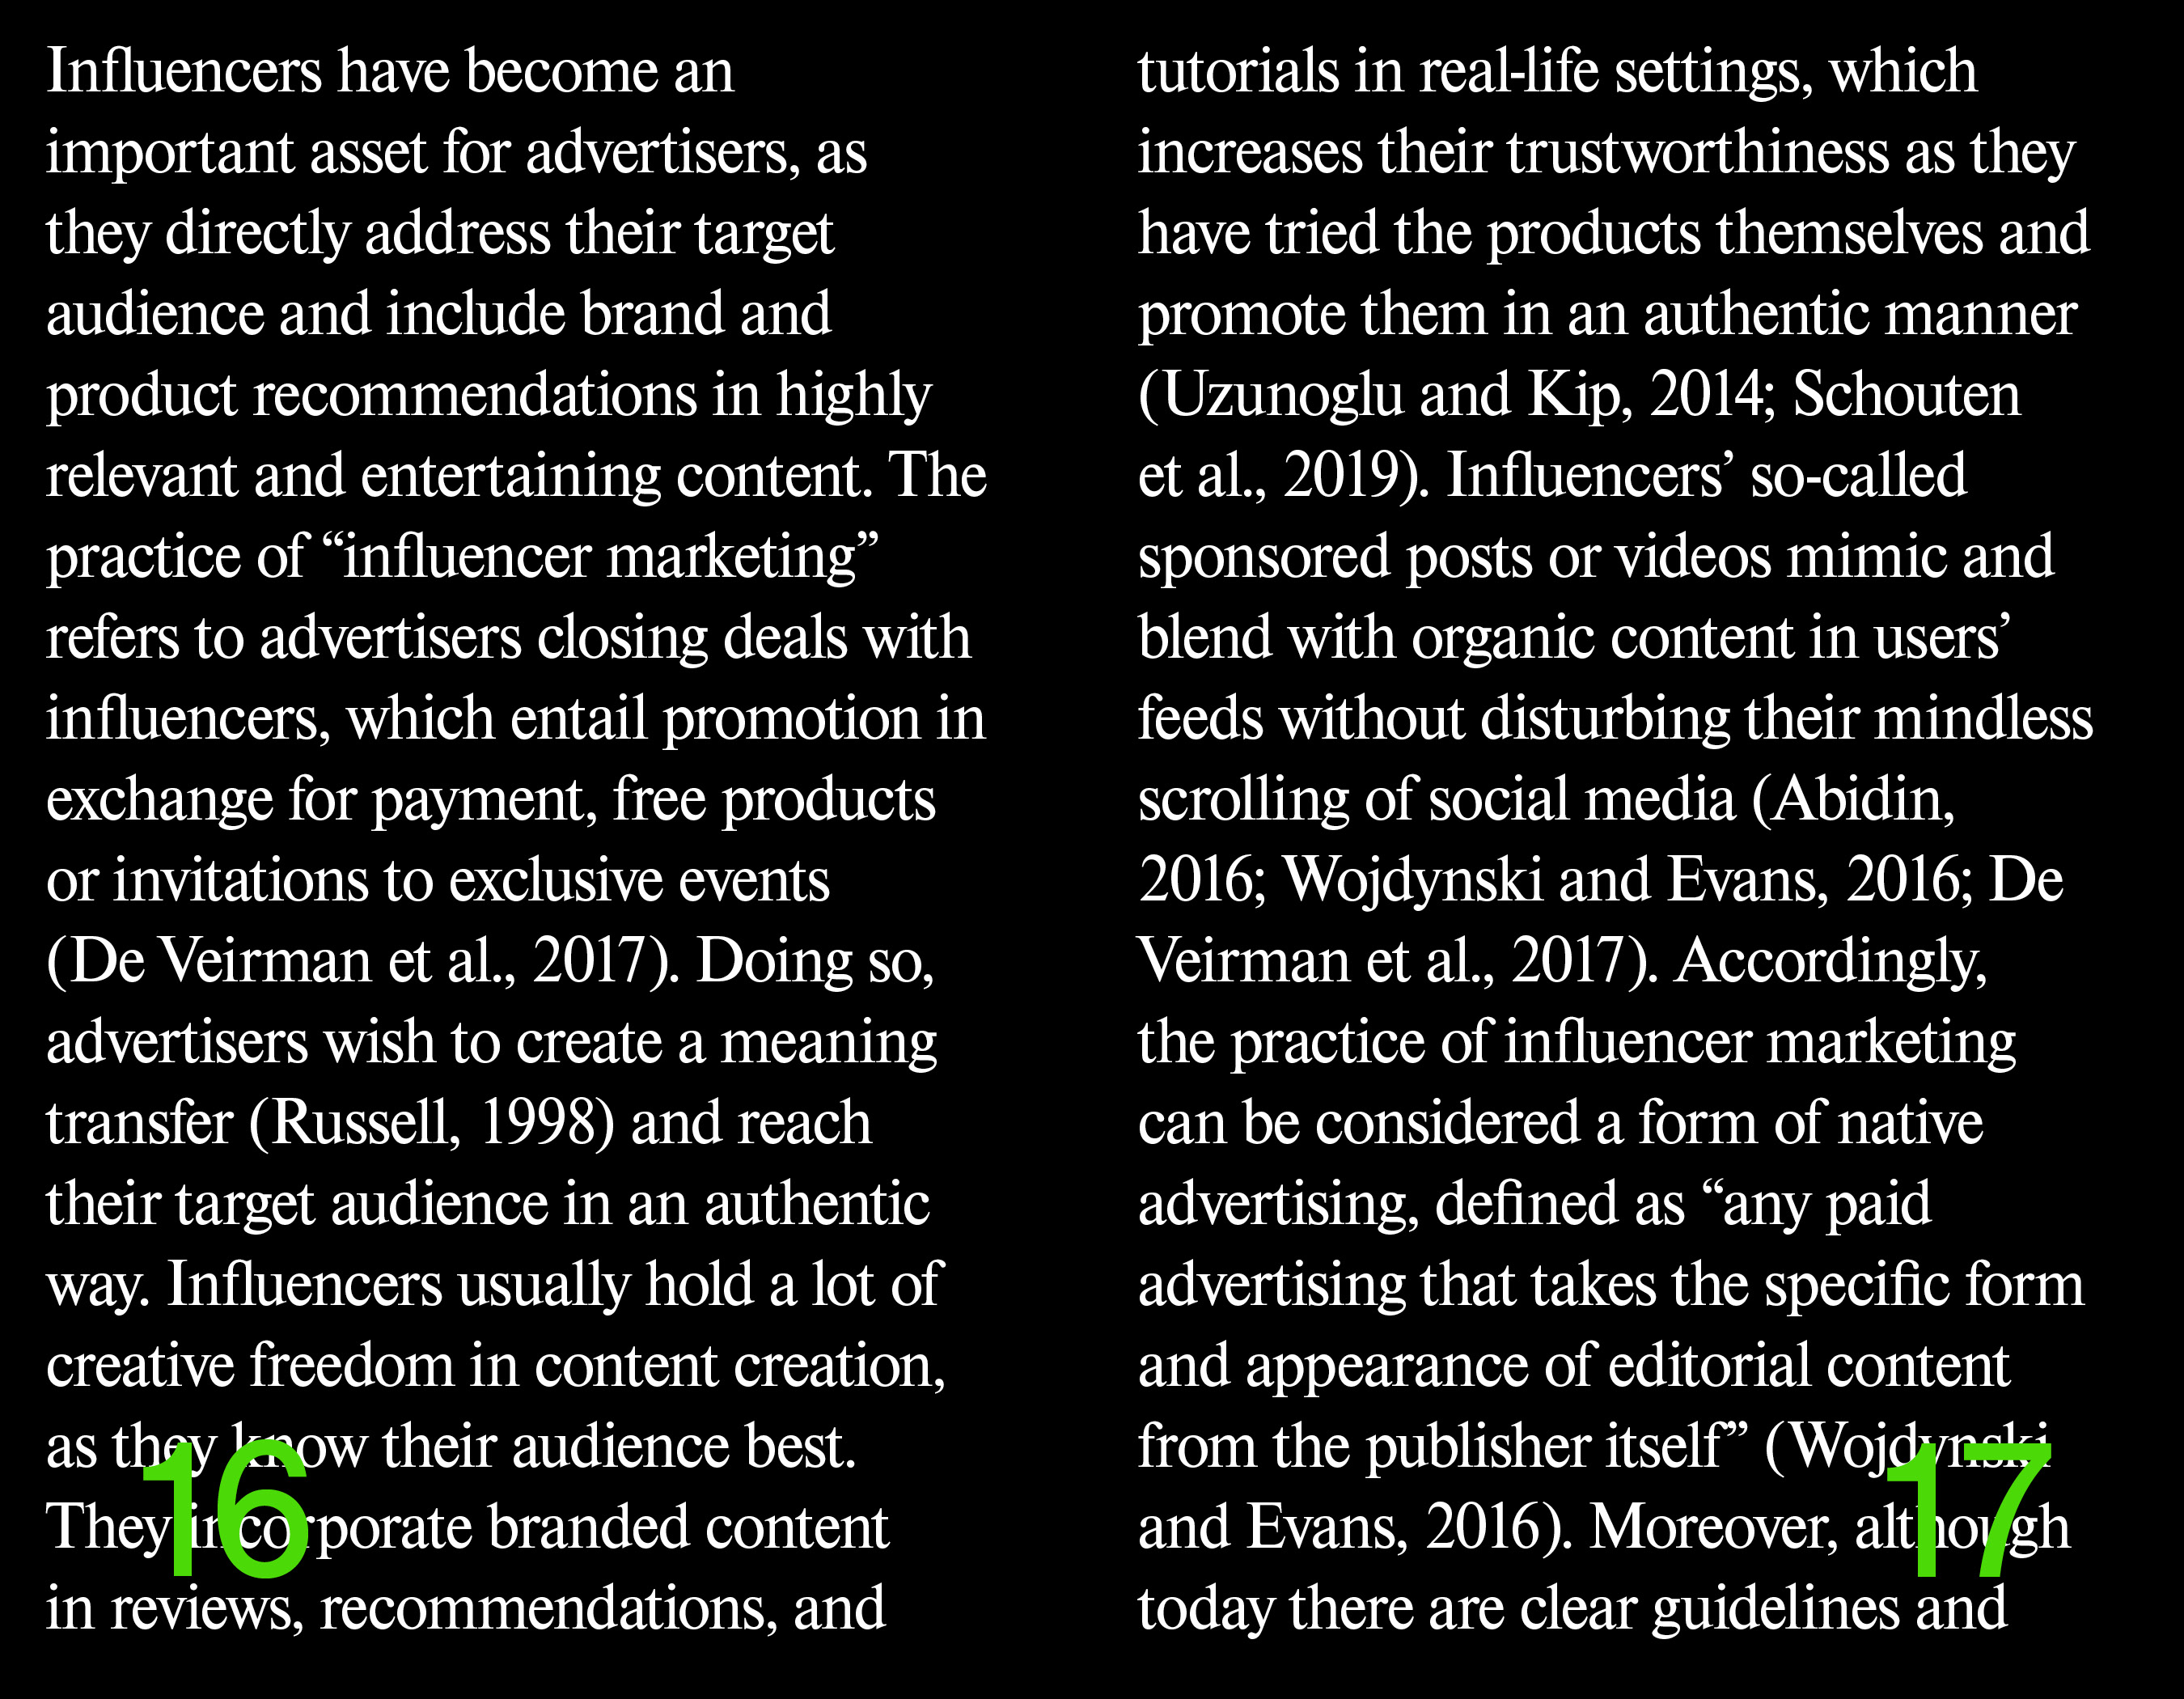 Influencers have become an
important asset for advertisers, as
they directly address their target
audience and include brand and
product recommendations in highly
relevant and entertaining content. The
practice of “influencer marketing”
refers to advertisers closing deals with
influencers, which entail promotion in
exchange for payment, free products
or invitations to exclusive events
(De Veirman et al., 2017). Doing so,
advertisers wish to create a meaning
transfer (Russell, 1998) and reach
their target audience in an authentic
way. Influencers usually hold a lot of
creative freedom in content creation,
as they know their audience best.
They incorporate branded content
in reviews, recommendations, and
16
tutorials in real-life settings, which
increases their trustworthiness as they
have tried the products themselves and
promote them in an authentic manner
(Uzunoglu and Kip, 2014; Schouten
et al., 2019). Influencers’ so-called
sponsored posts or videos mimic and
blend with organic content in users’
feeds without disturbing their mindless
scrolling of social media (Abidin,
2016; Wojdynski and Evans, 2016; De
Veirman et al., 2017). Accordingly,
the practice of influencer marketing
can be considered a form of native
advertising, defined as “any paid
advertising that takes the specific form
and appearance of editorial content
from the publisher itself” (Wojdynski
and Evans, 2016). Moreover, although
today there are clear guidelines and
17